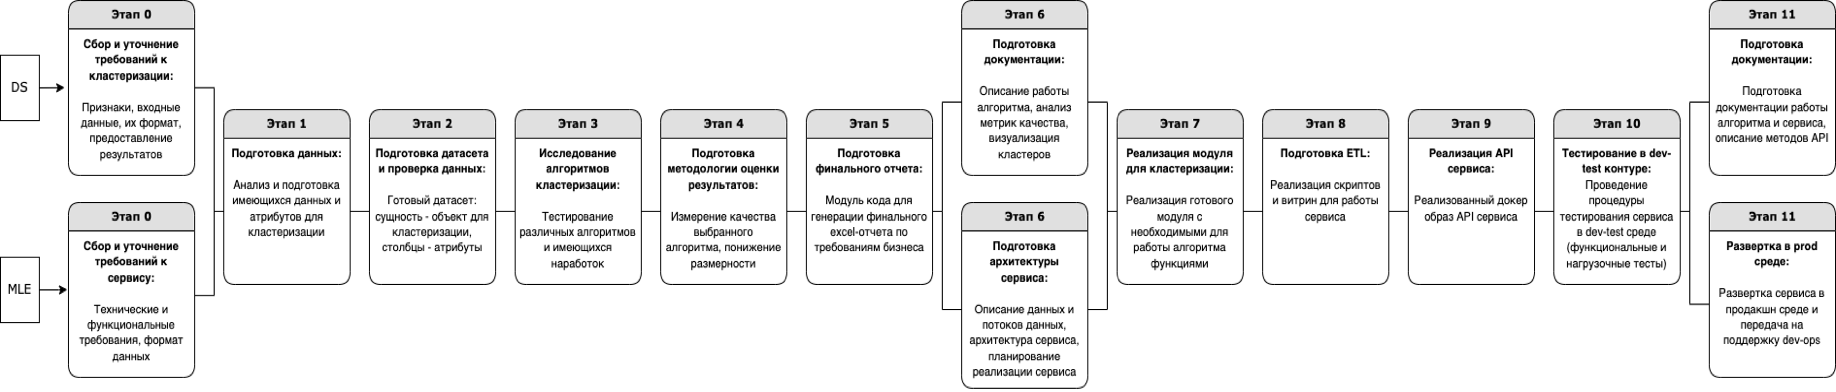 DS
Этап 0
Сбор и уточнение
требований к
кластеризации:
Признаки, входные
данные, их формат,
предоставление
результатов
MLE
Этап 0
Сбор и уточнение
требований к
сервису:
Технические и
функциональные
требования, формат
данных
Этап 1
Подготовка данных:
Анализ и подготовка
имеющихся данных и
атрибутов для
кластеризации
Этап 2
Подготовка датасета
и проверка данных:
Готовый датасет:
сущность - объект для
кластеризации,
столбцы - атрибуты
Этап 3
Исследование
алгоритмов
кластеризации:
Тестирование
различных алгоритмов
и имеющихся
наработок
Этап 4
Подготовка
методологии оценки
результатов:
Измерение качества
выбранного
алгоритма, понижение
размерности
Этап 5
Подготовка
финального отчета:
Модуль кода для
генерации финального
excel-отчета по
требованиям бизнеса
Этап 6
Подготовка
документации:
Описание работы
алгоритма, анализ
метрик качества,
визуализация
кластеров
Этап 6
Подготовка
архитектуры
сервиса:
Описание данных и
потоков данных,
архитектура сервиса,
планирование
реализации сервиса
Этап 7
Реализация модуля
для кластеризации:
Реализация готового
модуля с
необходимыми для
работы алгоритма
функциями
Этап 8
Подготовка ETL:
Реализация скриптов
и витрин для работы
сервиса
Этап 9
Реализация API
сервиса:
Реализованный докер
образ API сервиса
Этап 10
Тестирование в dev-
test контуре:
Проведение
процедуры
тестирования сервиса
в dev-test среде
(функциональные и
нагрузочные тесты)
Этап 11
Подготовка
документации:
Подготовка
документации работы
алгоритма и сервиса,
описание методов API
Этап 11
Развертка в prod
среде:
Развертка сервиса в
продакшн среде и
передача на
поддержку dev-ops